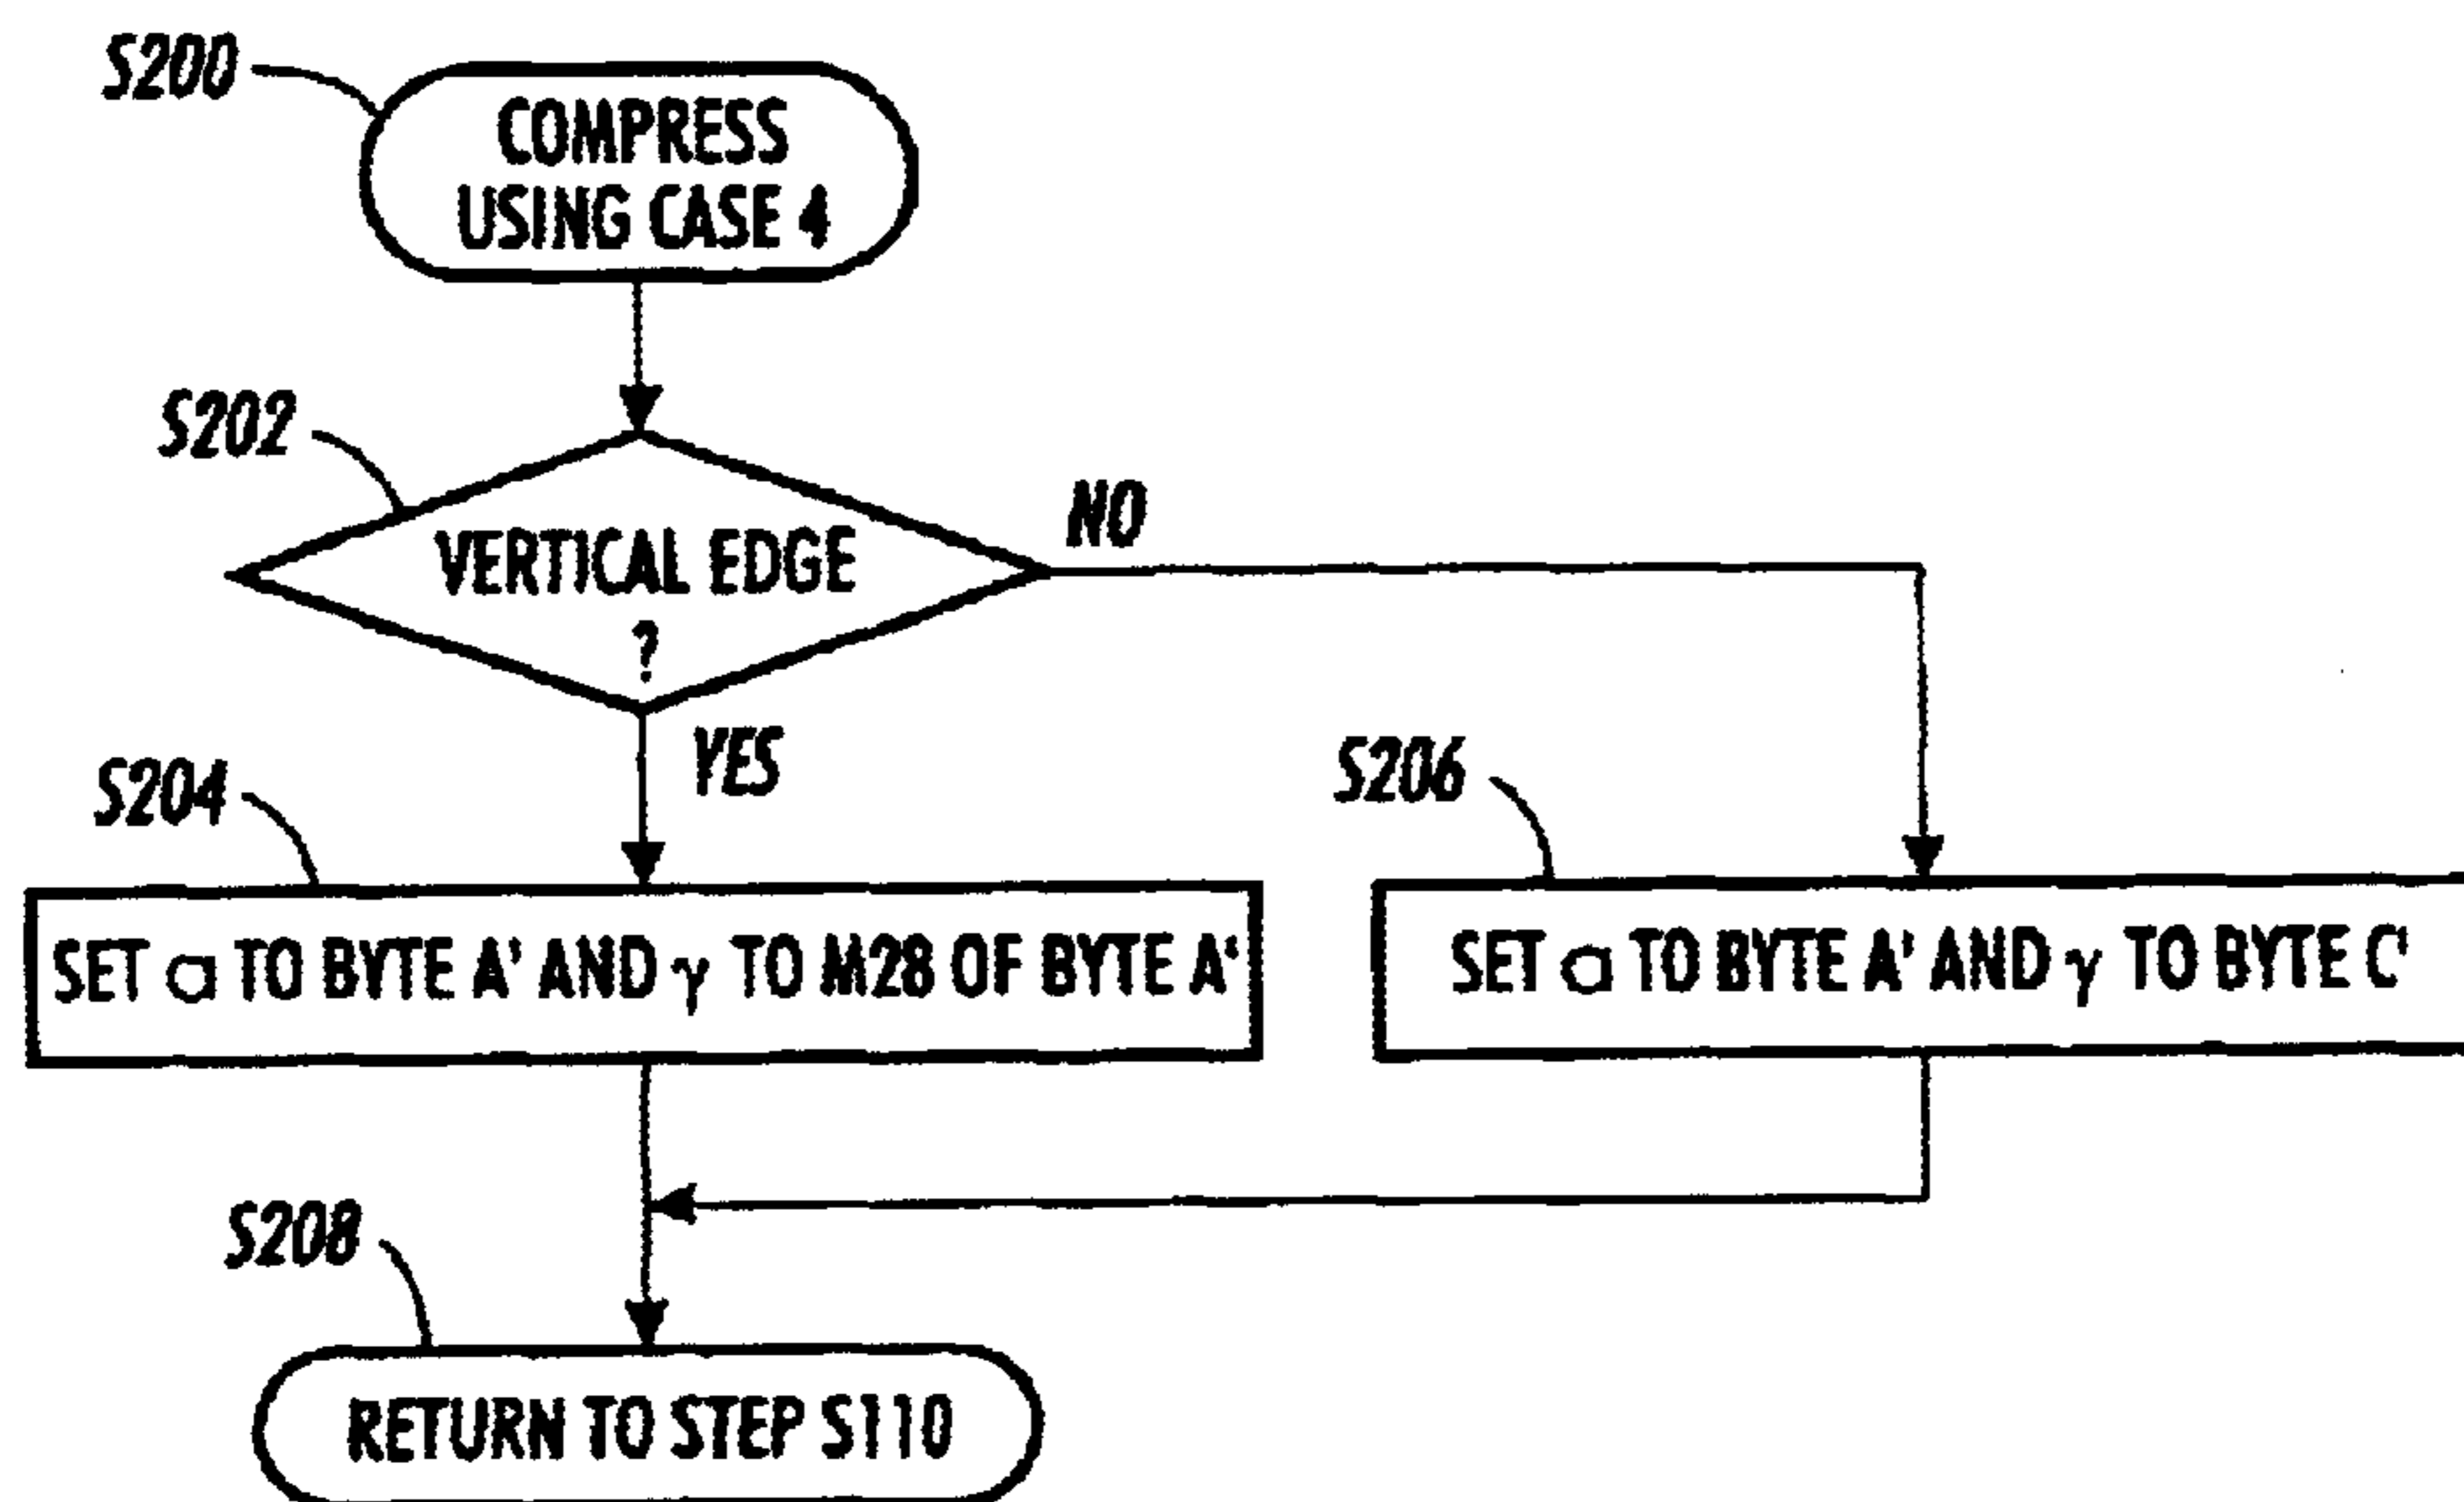 S200
COMPRESS
USING CASE 4
S202
VERTICAL EDGE
?
NO
YES
S204
SET α TO BYTE A' AND γ TO M28 OF BYTE A'
S206
SET α TO BYTE A' AND γ TO BYTE C'
S208
RETURN TO STEP S110